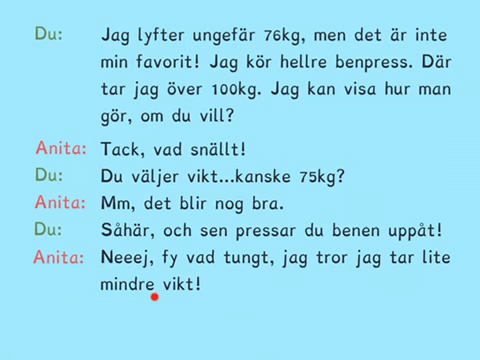 Du: Jag lyfter ungefär 76kg, men det är inte
min favorit! Jag kör hellre benpress. Där
tar jag över 100kg. Jag kan visa hur man
gör, om du vill?
Anita: Tack, vad snällt!
Du: Du väljer vikt...kanske 75kg?
Anita: Mm, det blir nog bra.
Du: Såhär, och sen pressar du benen uppåt!
Anita: Neeej, fy vad tungt, jag tror jag tar lite
mindre vikt!